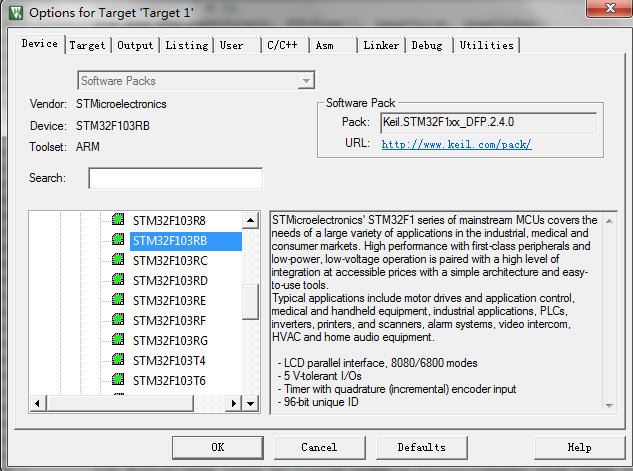 Options for Target 'Target 1'
Device Target Output Listing User C/C++ Asm Linker Debug Utilities
Software Packs
Vendor: STMicroelectronics
Device: STM32F103RB
Toolset: ARM
Search:
Software Pack
Pack: Keil.STM32F1xx_DFP.2.4.0
URL: http://www.keil.com/pack/
STM32F103R8
STM32F103RB
STM32F103RC
STM32F103RD
STM32F103RE
STM32F103RF
STM32F103RG
STM32F103T4
STM32F103T6
STMicroelectronics' STM32F1 series of mainstream MCUs covers the
needs of a large variety of applications in the industrial, medical and
consumer markets. High performance with first-class peripherals and
low-power, low-voltage operation is paired with a high level of
integration at accessible prices with a simple architecture and easy-
to-use tools.
Typical applications include motor drives and application control,
medical and handheld equipment, industrial applications, PLCs,
inverters, printers, and scanners, alarm systems, video intercom,
HVAC and home audio equipment.
- LCD parallel interface, 8080/6800 modes
- 5 V-tolerant I/Os
- Timer with quadrature (incremental) encoder input
- 96-bit unique ID
OK Cancel Defaults Help